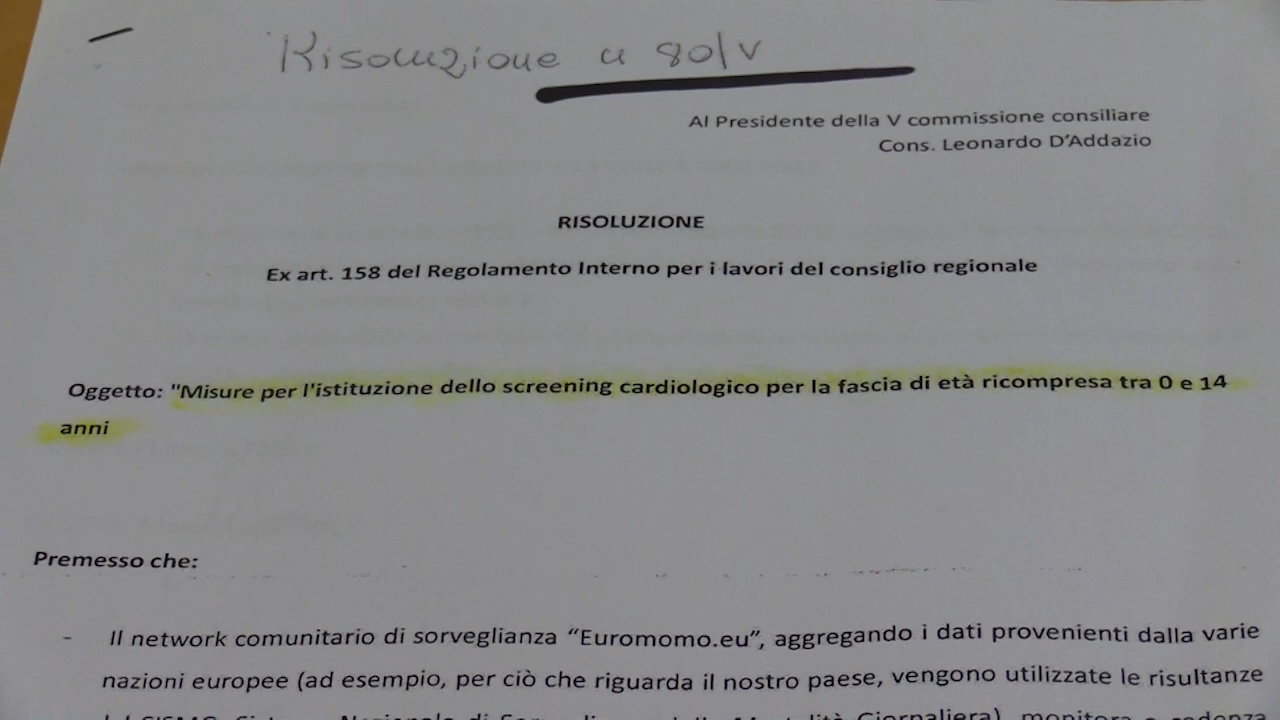 Risoluzione n 80/V
Al Presidente della V commissione consiliare
Cons. Leonardo D'Addazio
RISOLUZIONE
Ex art. 158 del Regolamento Interno per i lavori del consiglio regionale
Oggetto: "Misure per l'istituzione dello screening cardiologico per la fascia di età ricompresa tra 0 e 14
anni
Premesso che:
- Il network comunitario di sorveglianza “Euromomo.eu”, aggregando i dati provenienti dalla varie
nazioni europee (ad esempio, per ciò che riguarda il nostro paese, vengono utilizzate le risultanze
Giornaliera), monitora a cadenza